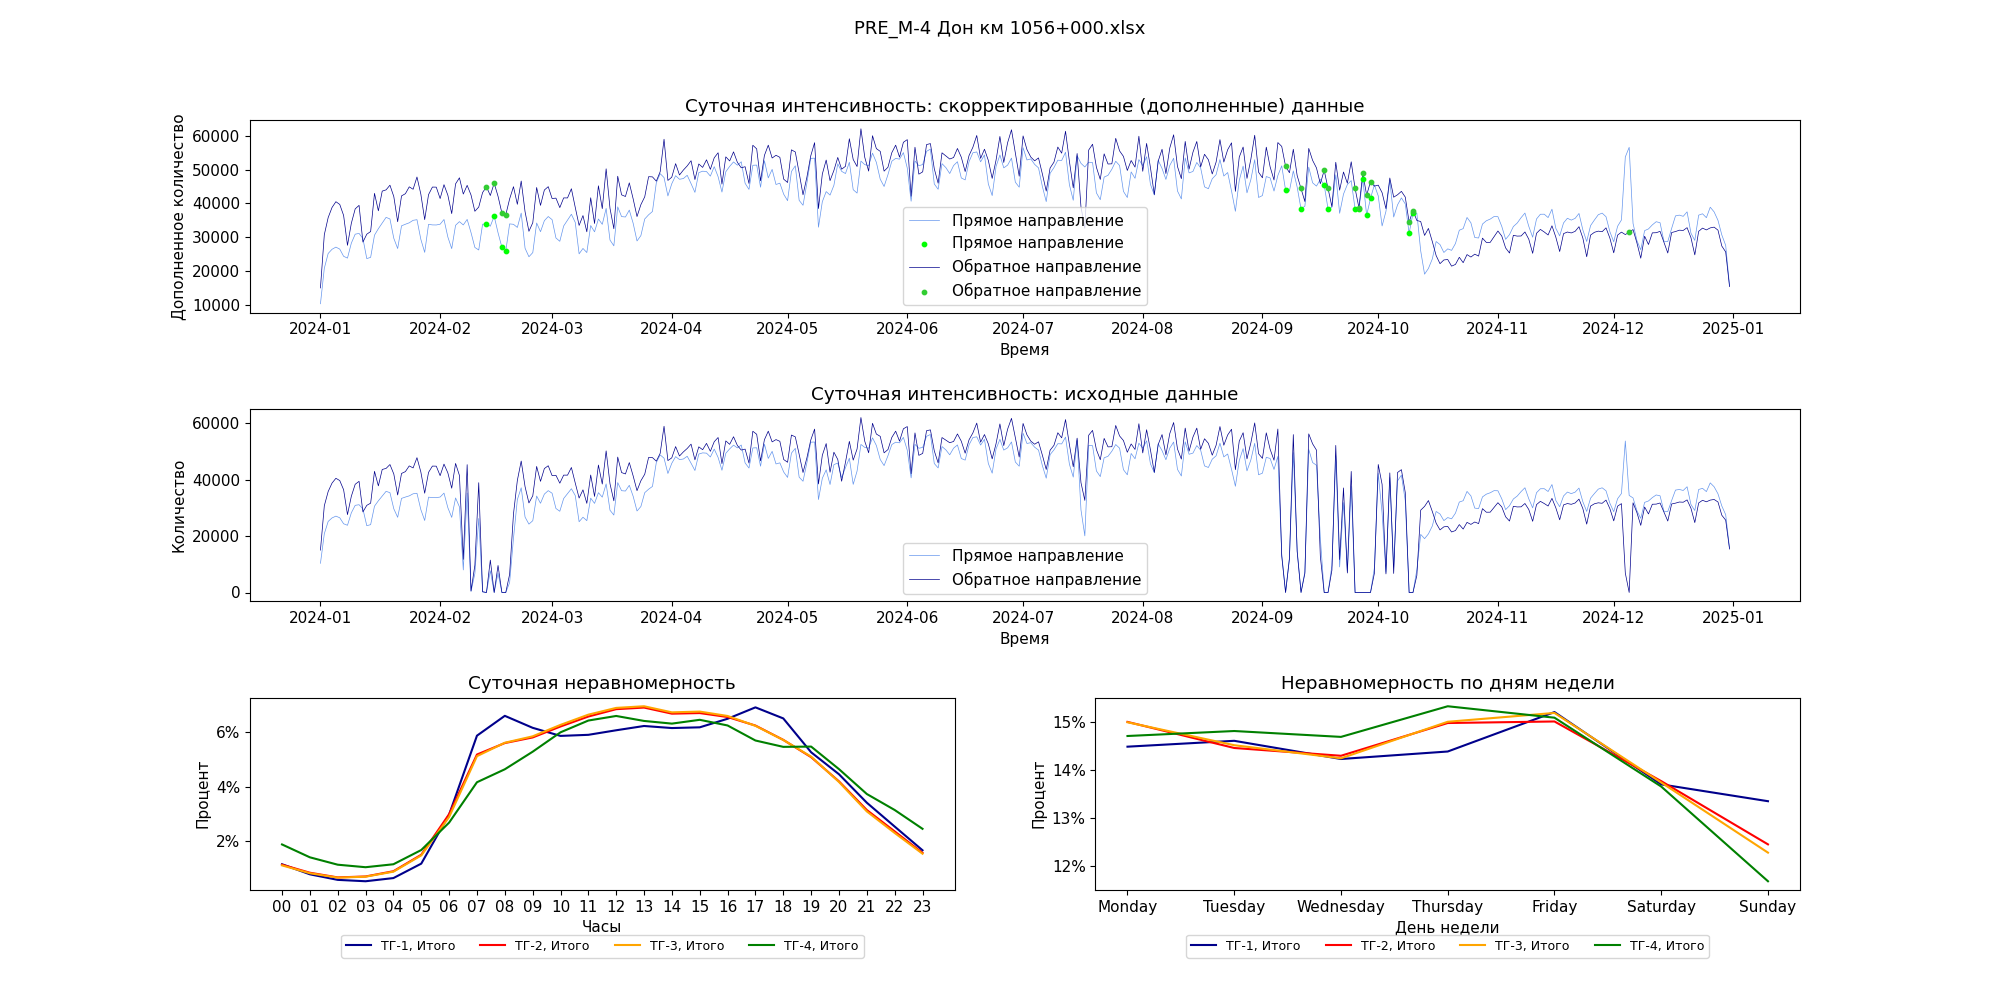 PRE_M-4 Дон км 1056+000.xlsx
Суточная интенсивность: скорректированные (дополненные) данные
Дополненное количество
60000
50000
40000
30000
20000
10000
Прямое направление
Прямое направление
Обратное направление
Обратное направление
2024-01 2024-02 2024-03 2024-04 2024-05 2024-06 2024-07 2024-08 2024-09 2024-10 2024-11 2024-12 2025-01
Время
Суточная интенсивность: исходные данные
Количество
60000
40000
20000
0
Прямое направление
Обратное направление
2024-01 2024-02 2024-03 2024-04 2024-05 2024-06 2024-07 2024-08 2024-09 2024-10 2024-11 2024-12 2025-01
Время
Суточная неравномерность
Процент
6%
4%
2%
00 01 02 03 04 05 06 07 08 09 10 11 12 13 14 15 16 17 18 19 20 21 22 23
Часы
ТГ-1, Итого ТГ-2, Итого ТГ-3, Итого ТГ-4, Итого
Неравномерность по дням недели
Процент
15%
14%
13%
12%
Monday Tuesday Wednesday Thursday Friday Saturday Sunday
День недели
ТГ-1, Итого ТГ-2, Итого ТГ-3, Итого ТГ-4, Итого